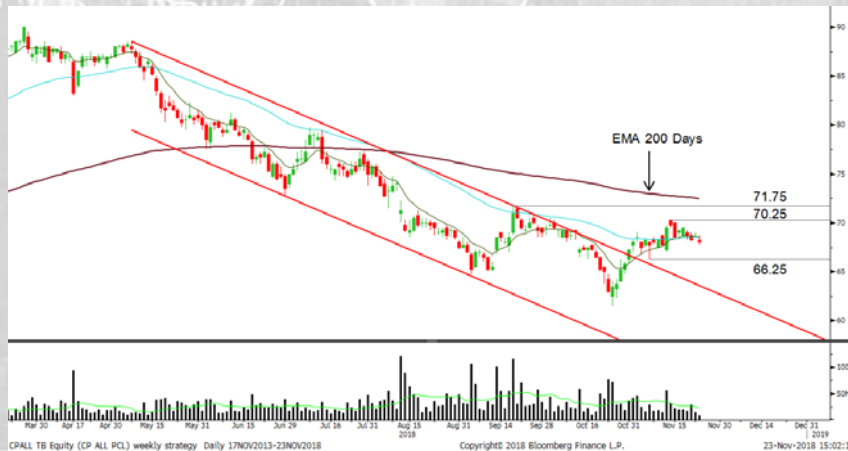 90
85
80
EMA 200 Days
75
71.75
70.25
70
66.25
65
60
100M
50M
0
Mar 30 Apr 17 Apr 30 May 15 May 31 Jun 15 Jun 29 Jul 16 Jul 31 Aug 15 Aug 31 Sep 14 Sep 28 Oct 16 Oct 31 Nov 15 Nov 30 Dec 14 Dec 31
2018 2019
CPALL TB Equity (CP ALL PCL) weekly strategy Daily 17NOV2013-23NOV2018 Copyright© 2018 Bloomberg Finance L.P. 23-Nov-2018 15:02:1